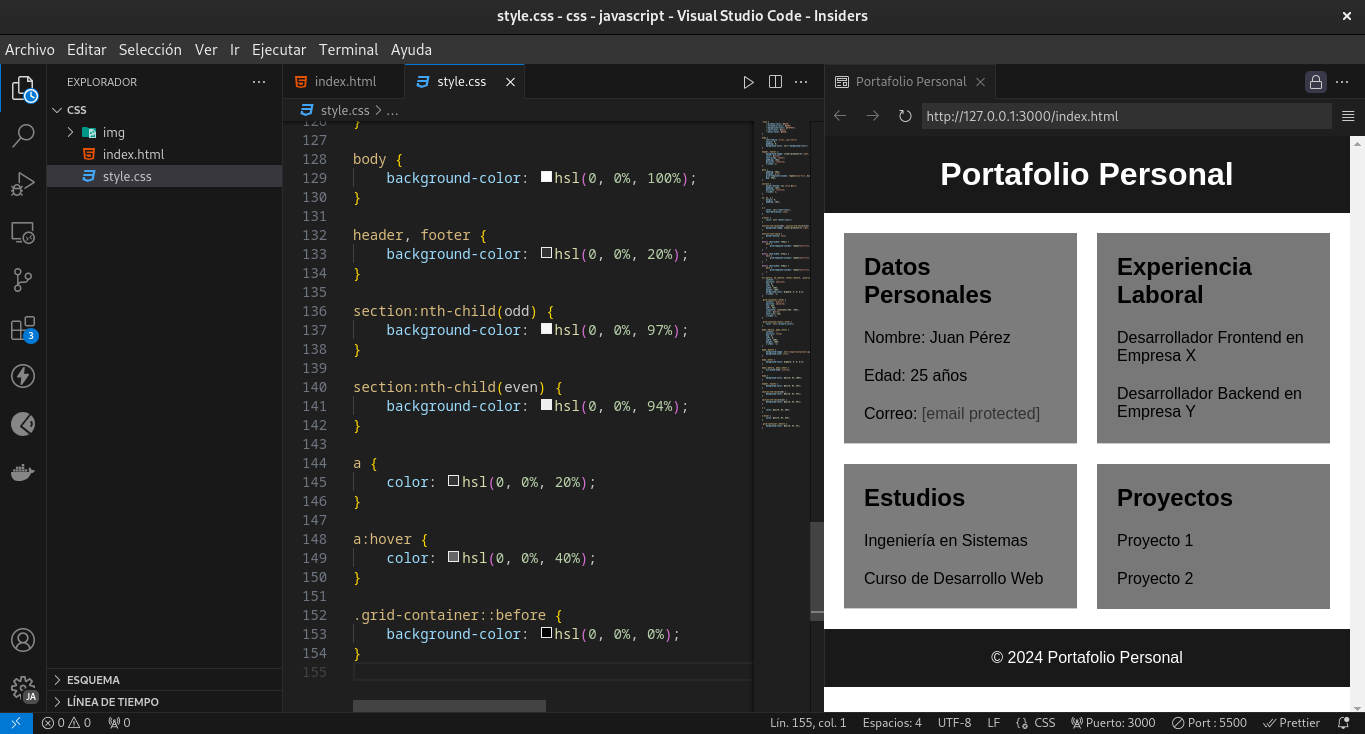 style.css - css - javascript - Visual Studio Code - Insiders
Archivo Editar Selección Ver Ir Ejecutar Terminal Ayuda
EXPLORADOR
CSS
img
index.html
style.css
ESQUEMA
LÍNEA DE TIEMPO
3
JA
index.html
style.css
style.css > ...
126 }
127
128 body {
129 background-color: hsl(0, 0%, 100%);
130 }
131
132 header, footer {
133 background-color: hsl(0, 0%, 20%);
134 }
135
136 section:nth-child(odd) {
137 background-color: hsl(0, 0%, 97%);
138 }
139
140 section:nth-child(even) {
141 background-color: hsl(0, 0%, 94%);
142 }
143
144 a {
145 color: hsl(0, 0%, 20%);
146 }
147
148 a:hover {
149 color: hsl(0, 0%, 40%);
150 }
151
152 .grid-container::before {
153 background-color: hsl(0, 0%, 0%);
154 }
155
Portafolio Personal
http://127.0.0.1:3000/index.html
Portafolio Personal
Datos
Personales
Nombre: Juan Pérez
Edad: 25 años
Correo: [email protected]
Experiencia
Laboral
Desarrollador Frontend en
Empresa X
Desarrollador Backend en
Empresa Y
Estudios
Ingeniería en Sistemas
Curso de Desarrollo Web
Proyectos
Proyecto 1
Proyecto 2
© 2024 Portafolio Personal
0 0 0 Lín. 155, col. 1 Espacios: 4 UTF-8 LF CSS Puerto: 3000 Port : 5500 Prettier